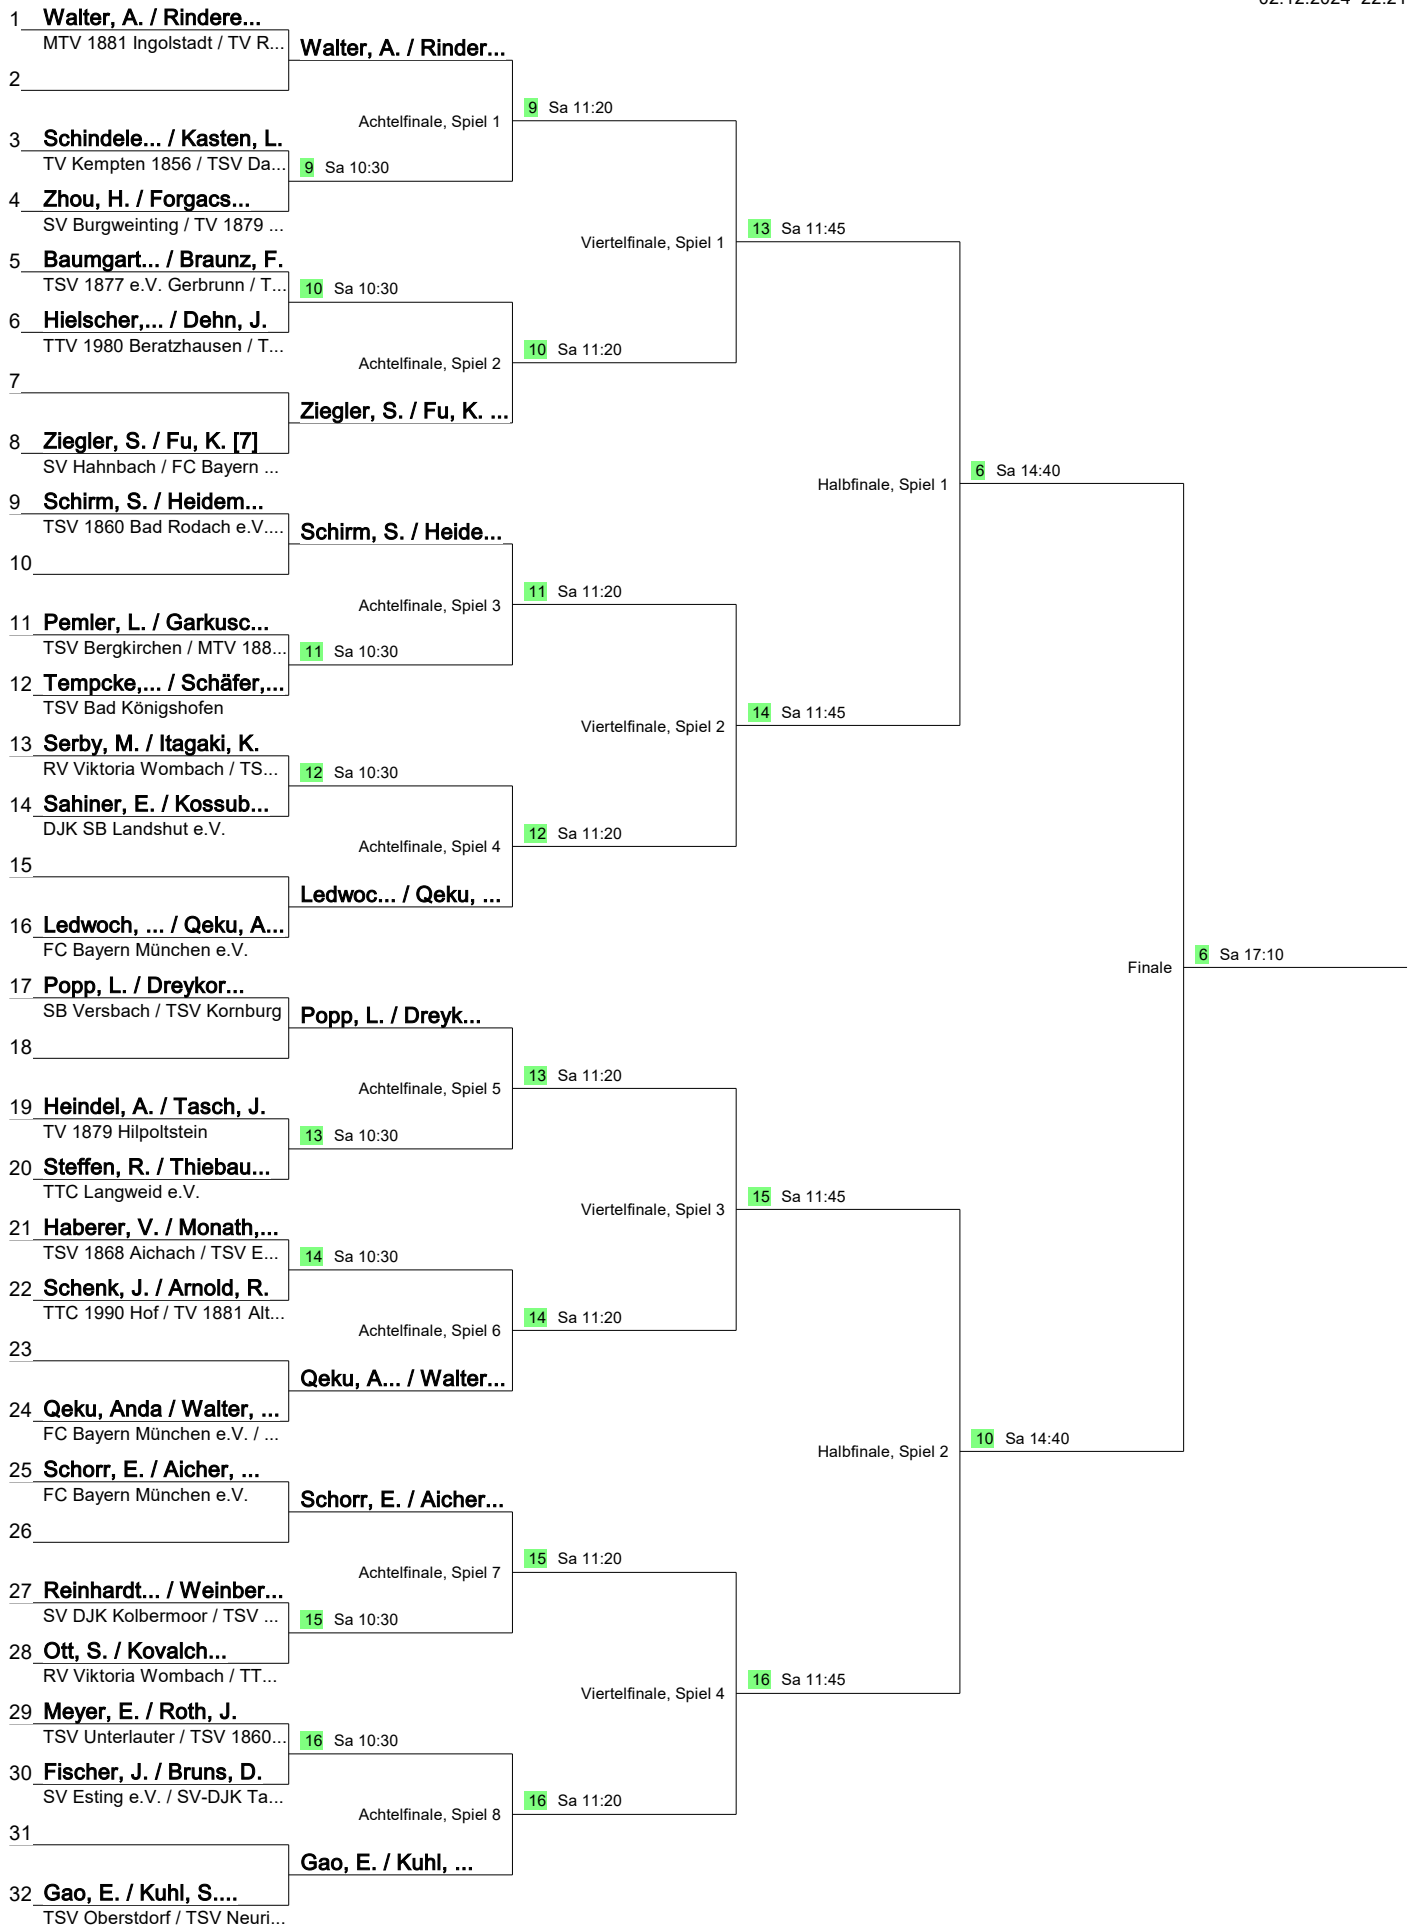 02.12.2024 22:21
1 Walter, A. / Rindere...
MTV 1881 Ingolstadt / TV R...
Walter, A. / Rinder...
2
Achtelfinale, Spiel 1
9 Sa 11:20
3 Schindele... / Kasten, L.
TV Kempten 1856 / TSV Da...
9 Sa 10:30
4 Zhou, H. / Forgacs...
SV Burgweinting / TV 1879 ...
Viertelfinale, Spiel 1
13 Sa 11:45
5 Baumgart... / Braunz, F.
TSV 1877 e.V. Gerbrunn / T...
10 Sa 10:30
6 Hielscher,... / Dehn, J.
TTV 1980 Beratzhausen / T...
Achtelfinale, Spiel 2
10 Sa 11:20
7
Ziegler, S. / Fu, K. ...
8 Ziegler, S. / Fu, K. [7]
SV Hahnbach / FC Bayern ...
Halbfinale, Spiel 1
6 Sa 14:40
9 Schirm, S. / Heidem...
TSV 1860 Bad Rodach e.V....
Schirm, S. / Heide...
10
Achtelfinale, Spiel 3
11 Sa 11:20
11 Pemler, L. / Garkusc...
TSV Bergkirchen / MTV 188...
11 Sa 10:30
12 Tempcke,... / Schäfer,...
TSV Bad Königshofen
Viertelfinale, Spiel 2
14 Sa 11:45
13 Serby, M. / Itagaki, K.
RV Viktoria Wombach / TS...
12 Sa 10:30
14 Sahiner, E. / Kossub...
DJK SB Landshut e.V.
Achtelfinale, Spiel 4
12 Sa 11:20
15
Ledwoc... / Qeku, ...
16 Ledwoch, ... / Qeku, A...
FC Bayern München e.V.
Finale
6 Sa 17:10
17 Popp, L. / Dreykor...
SB Versbach / TSV Kornburg
Popp, L. / Dreyk...
18
Achtelfinale, Spiel 5
13 Sa 11:20
19 Heindel, A. / Tasch, J.
TV 1879 Hilpoltstein
13 Sa 10:30
20 Steffen, R. / Thiebau...
TTC Langweid e.V.
Viertelfinale, Spiel 3
15 Sa 11:45
21 Haberer, V. / Monath,...
TSV 1868 Aichach / TSV E...
14 Sa 10:30
22 Schenk, J. / Arnold, R.
TTC 1990 Hof / TV 1881 Alt...
Achtelfinale, Spiel 6
14 Sa 11:20
23
Qeku, A... / Walter...
24 Qeku, Anda / Walter, ...
FC Bayern München e.V. / ...
Halbfinale, Spiel 2
10 Sa 14:40
25 Schorr, E. / Aicher, ...
FC Bayern München e.V.
Schorr, E. / Aicher...
26
Achtelfinale, Spiel 7
15 Sa 11:20
27 Reinhardt... / Weinber...
SV DJK Kolbermoor / TSV ...
15 Sa 10:30
28 Ott, S. / Kovalch...
RV Viktoria Wombach / TT...
Viertelfinale, Spiel 4
16 Sa 11:45
29 Meyer, E. / Roth, J.
TSV Unterlauter / TSV 1860...
16 Sa 10:30
30 Fischer, J. / Bruns, D.
SV Esting e.V. / SV-DJK Ta...
Achtelfinale, Spiel 8
16 Sa 11:20
31
Gao, E. / Kuhl, ...
32 Gao, E. / Kuhl, S....
TSV Oberstdorf / TSV Neuri...